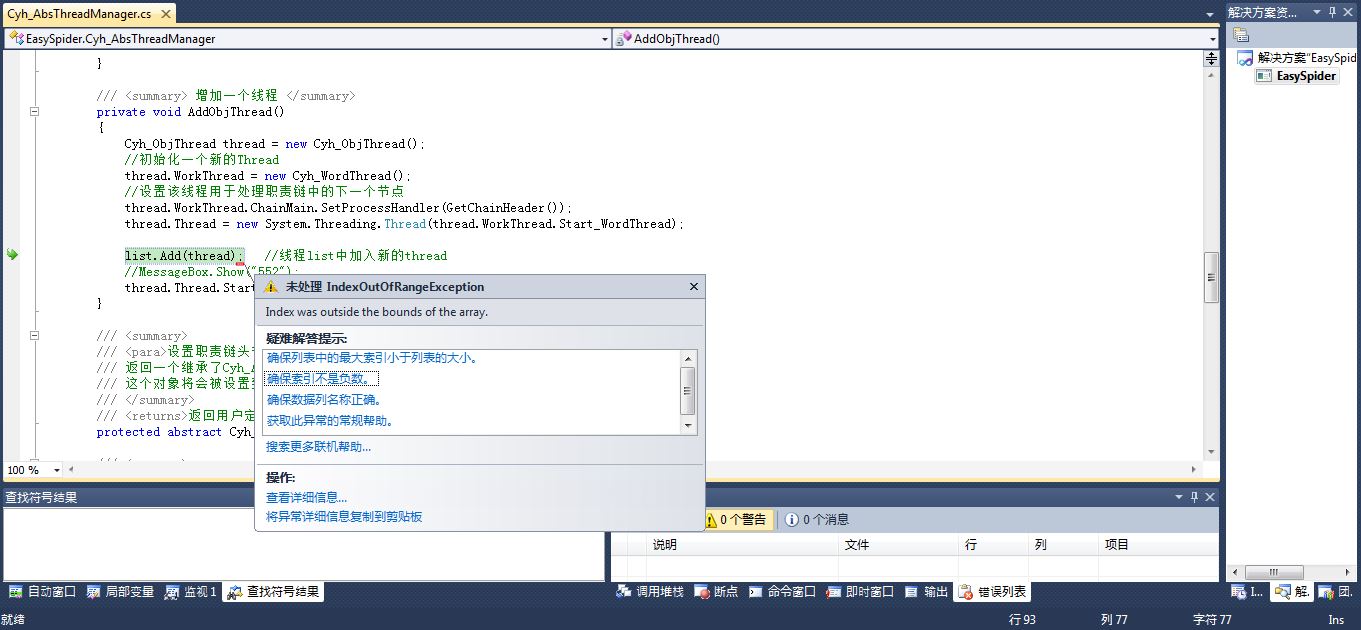 Cyh_AbsThreadManager.cs
解决方案资...
EasySpider.Cyh_AbsThreadManager
AddObjThread()
解决方案"EasySpid
EasySpider
}
/// <summary> 增加一个线程 </summary>
private void AddObjThread()
{
Cyh_ObjThread thread = new Cyh_ObjThread();
//初始化一个新的Thread
thread.WorkThread = new Cyh_WordThread();
//设置该线程用于处理职责链中的下一个节点
thread.WorkThread.ChainMain.SetProcessHandler(GetChainHeader());
thread.Thread = new System.Threading.Thread(thread.WorkThread.Start_WordThread);
list.Add(thread); //线程list中加入新的thread
//MessageBox.Show("552");
thread.Thread.Start
}
/// <summary>
/// <para>设置职责链头
/// 返回一个继承了Cyh_
/// 这个对象将会被设置
/// </summary>
/// <returns>返回用户定
protected abstract Cyh_
未处理 IndexOutOfRangeException
Index was outside the bounds of the array.
疑难解答提示:
确保列表中的最大索引小于列表的大小。
确保索引不是负数。
确保数据列名称正确。
获取此异常的常规帮助。
搜索更多联机帮助...
操作:
查看详细信息...
将异常详细信息复制到剪贴板
100 %
查找符号结果
0 个警告
0 个消息
说明 文件 行 列 项目
自动窗口 局部变量 监视 1 查找符号结果
调用堆栈 断点 命令窗口 即时窗口 输出 错误列表
I... 解. 团.
就绪
行 93 列 77 字符 77 Ins